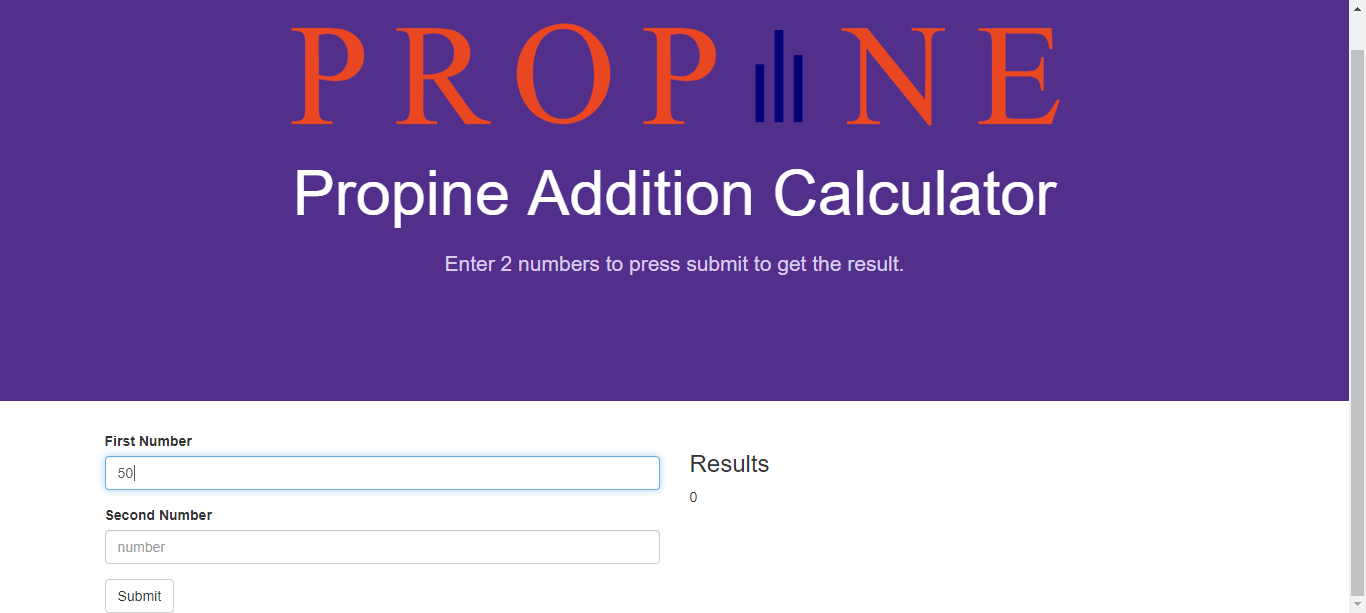 PROPINE
Propine Addition Calculator
Enter 2 numbers to press submit to get the result.
First Number
50
Second Number
number
Submit
Results
0